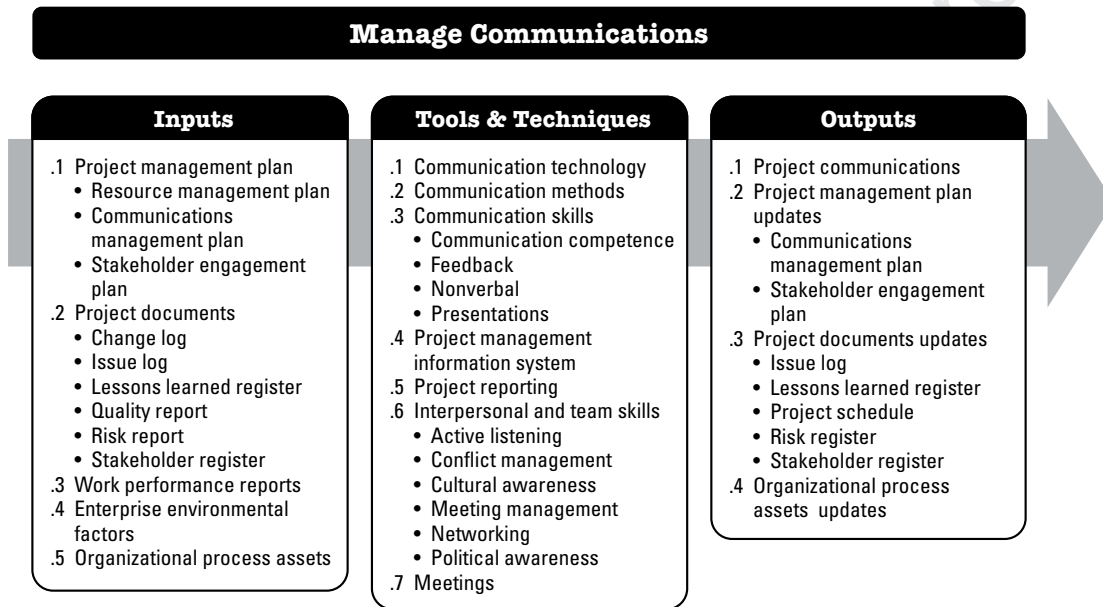 Manage Communications
Inputs
.1 Project management plan
• Resource management plan
• Communications
management plan
• Stakeholder engagement
plan
.2 Project documents
• Change log
• Issue log
• Lessons learned register
• Quality report
• Risk report
• Stakeholder register
.3 Work performance reports
.4 Enterprise environmental
factors
.5 Organizational process assets
Tools & Techniques
.1 Communication technology
.2 Communication methods
.3 Communication skills
• Communication competence
• Feedback
• Nonverbal
• Presentations
.4 Project management
information system
.5 Project reporting
.6 Interpersonal and team skills
• Active listening
• Conflict management
• Cultural awareness
• Meeting management
• Networking
• Political awareness
.7 Meetings
Outputs
.1 Project communications
.2 Project management plan
updates
• Communications
management plan
• Stakeholder engagement
plan
.3 Project documents updates
• Issue log
• Lessons learned register
• Project schedule
• Risk register
• Stakeholder register
.4 Organizational process
assets updates